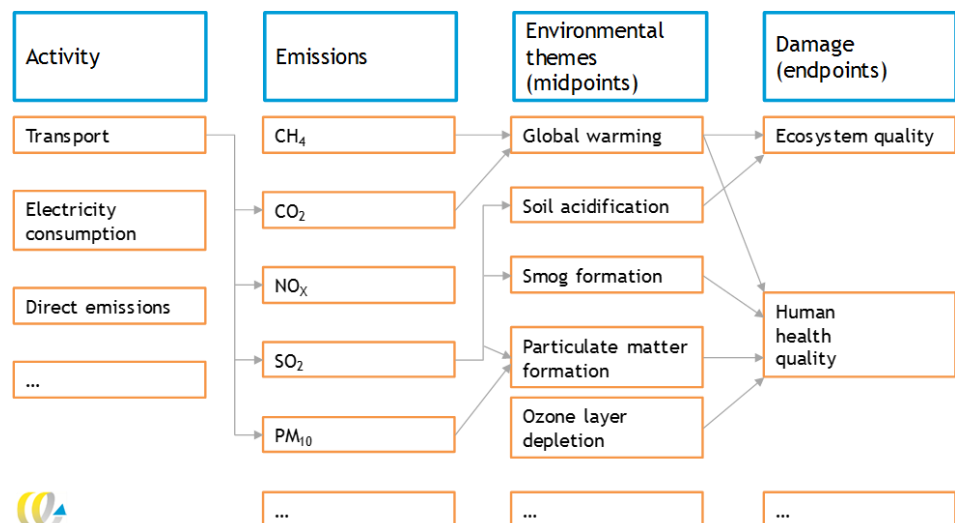 Activity
Emissions
Environmental
themes
(midpoints)
Damage
(endpoints)
Transport
Electricity
consumption
Direct emissions
...
CH₄
CO₂
NOₓ
SO₂
PM₁₀
...
Global warming
Soil acidification
Smog formation
Particulate matter
formation
Ozone layer
depletion
...
Ecosystem quality
Human
health
quality
...